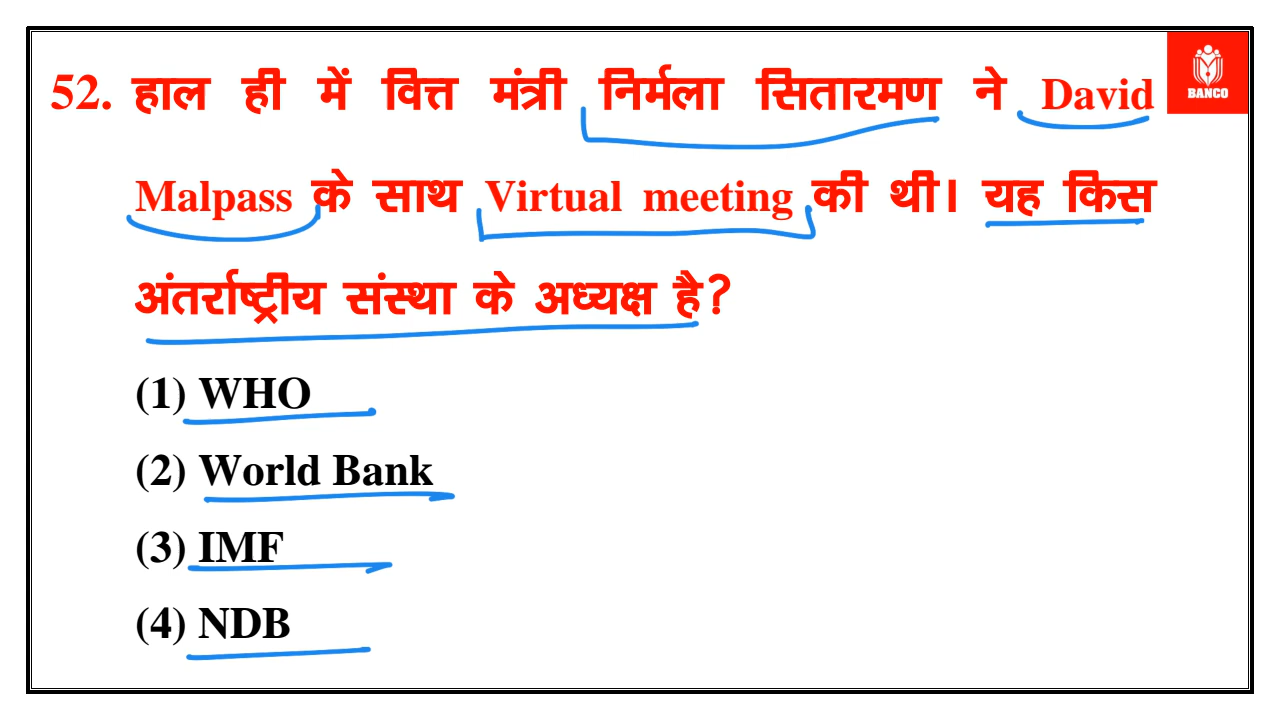 52. हाल ही में वित्त मंत्री निर्मला सितारमण ने David
BANCO
Malpass के साथ Virtual meeting की थी। यह किस
अंतर्राष्ट्रीय संस्था के अध्यक्ष है?
(1) WHO
(2) World Bank
(3) IMF
(4) NDB